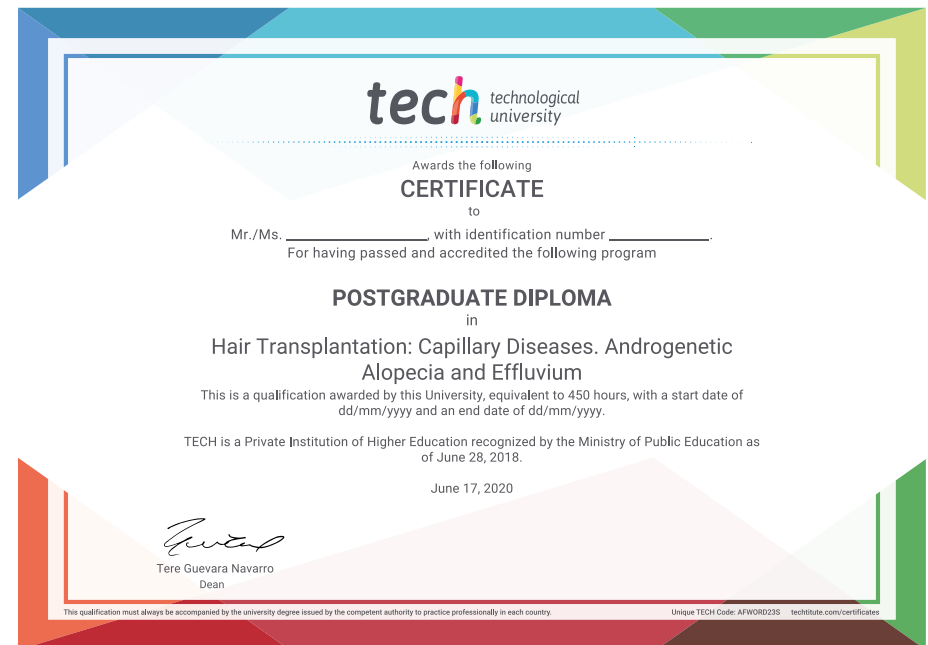 tech technological
university
Awards the following
CERTIFICATE
to
Mr./Ms. ____________, with identification number ____________.
For having passed and accredited the following program
POSTGRADUATE DIPLOMA
in
Hair Transplantation: Capillary Diseases. Androgenetic
Alopecia and Effluvium
This is a qualification awarded by this University, equivalent to 450 hours, with a start date of
dd/mm/yyyy and an end date of dd/mm/yyyy.
TECH is a Private Institution of Higher Education recognized by the Ministry of Public Education as
of June 28, 2018.
June 17, 2020
Tere Guevara Navarro
Dean
This qualification must always be accompanied by the university degree issued by the competent authority to practice professionally in each country.
Unique TECH Code: AFWORD23S techtitute.com/certificates